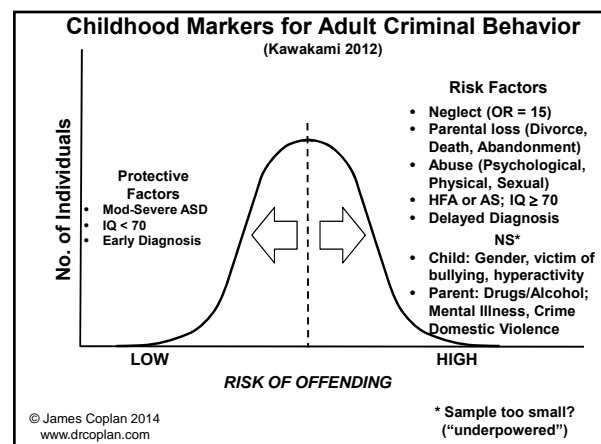 Childhood Markers for Adult Criminal Behavior
(Kawakami 2012)
No. of Individuals
Protective
Factors
• Mod-Severe ASD
• IQ < 70
• Early Diagnosis
Risk Factors
• Neglect (OR = 15)
• Parental loss (Divorce,
Death, Abandonment)
• Abuse (Psychological,
Physical, Sexual)
• HFA or AS; IQ ≥ 70
• Delayed Diagnosis
NS*
• Child: Gender, victim of
bullying, hyperactivity
• Parent: Drugs/Alcohol;
Mental Illness, Crime
Domestic Violence
LOW
HIGH
RISK OF OFFENDING
© James Coplan 2014
www.drcoplan.com
* Sample too small?
(“underpowered”)